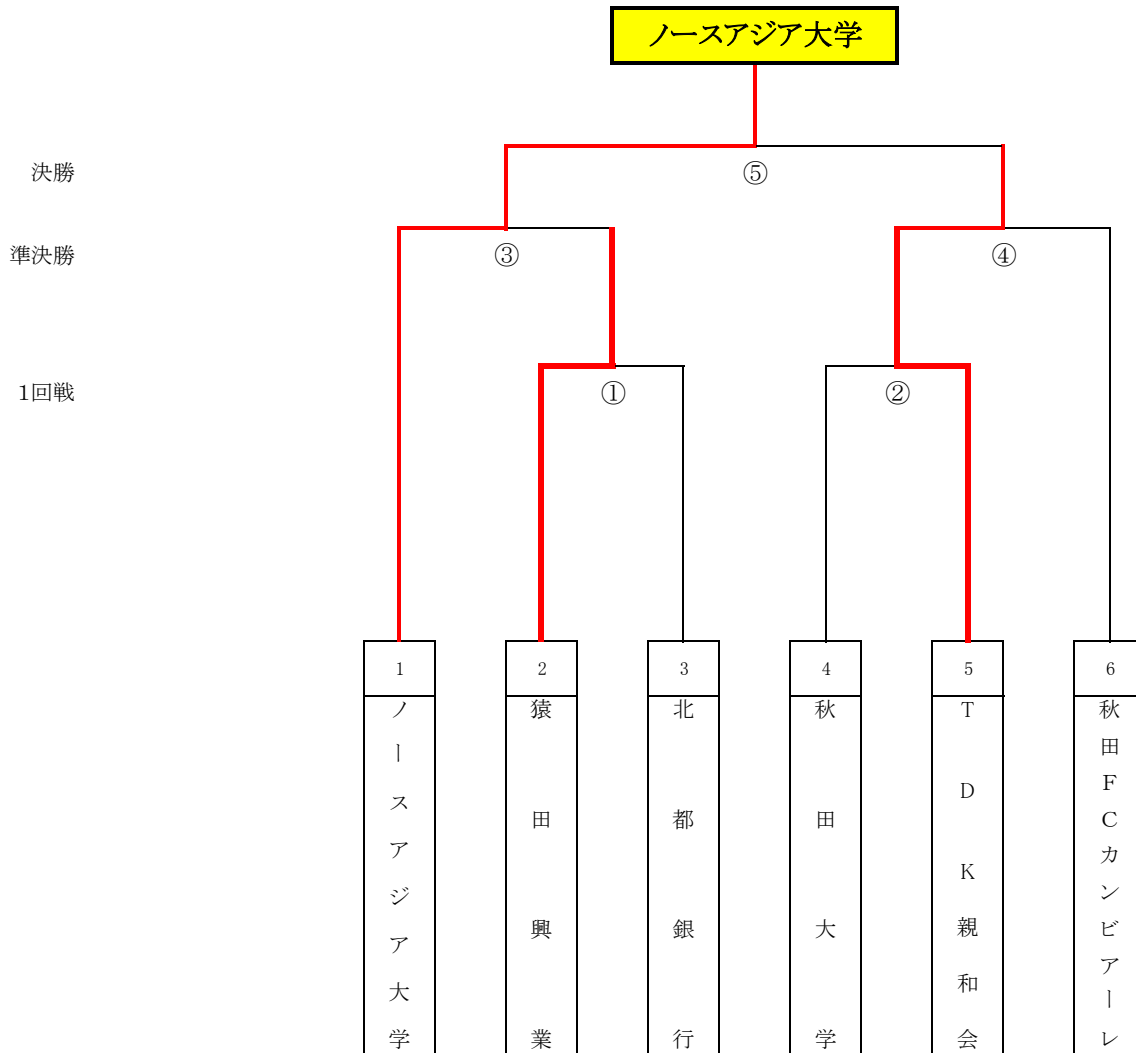 ノースアジア大学
決勝
⑤
準決勝
③
④
1回戦
①
②
1
2
3
4
5
6
ノースアジア大学
猿田興業
北都銀行
秋田大学
TDK親和会
秋田FCカンビアーレ